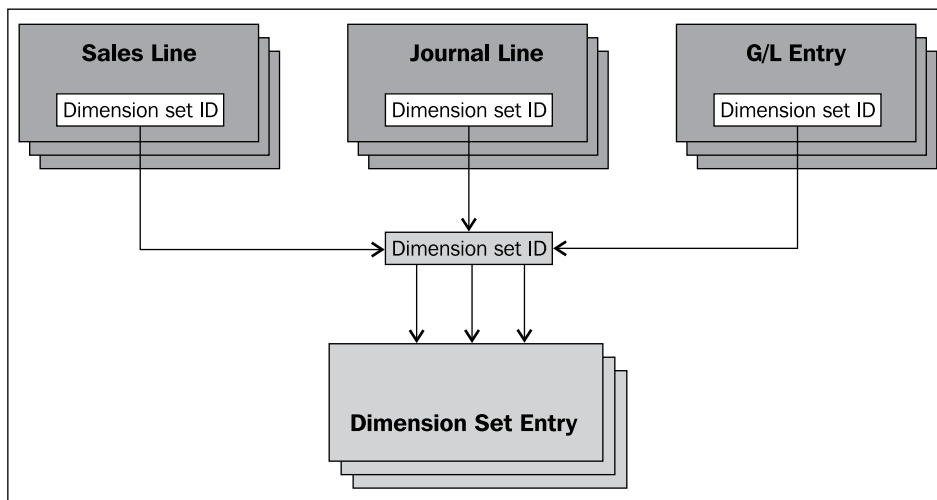 Sales Line
Journal Line
G/L Entry
Dimension set ID
Dimension set ID
Dimension set ID
Dimension set ID
Dimension Set Entry